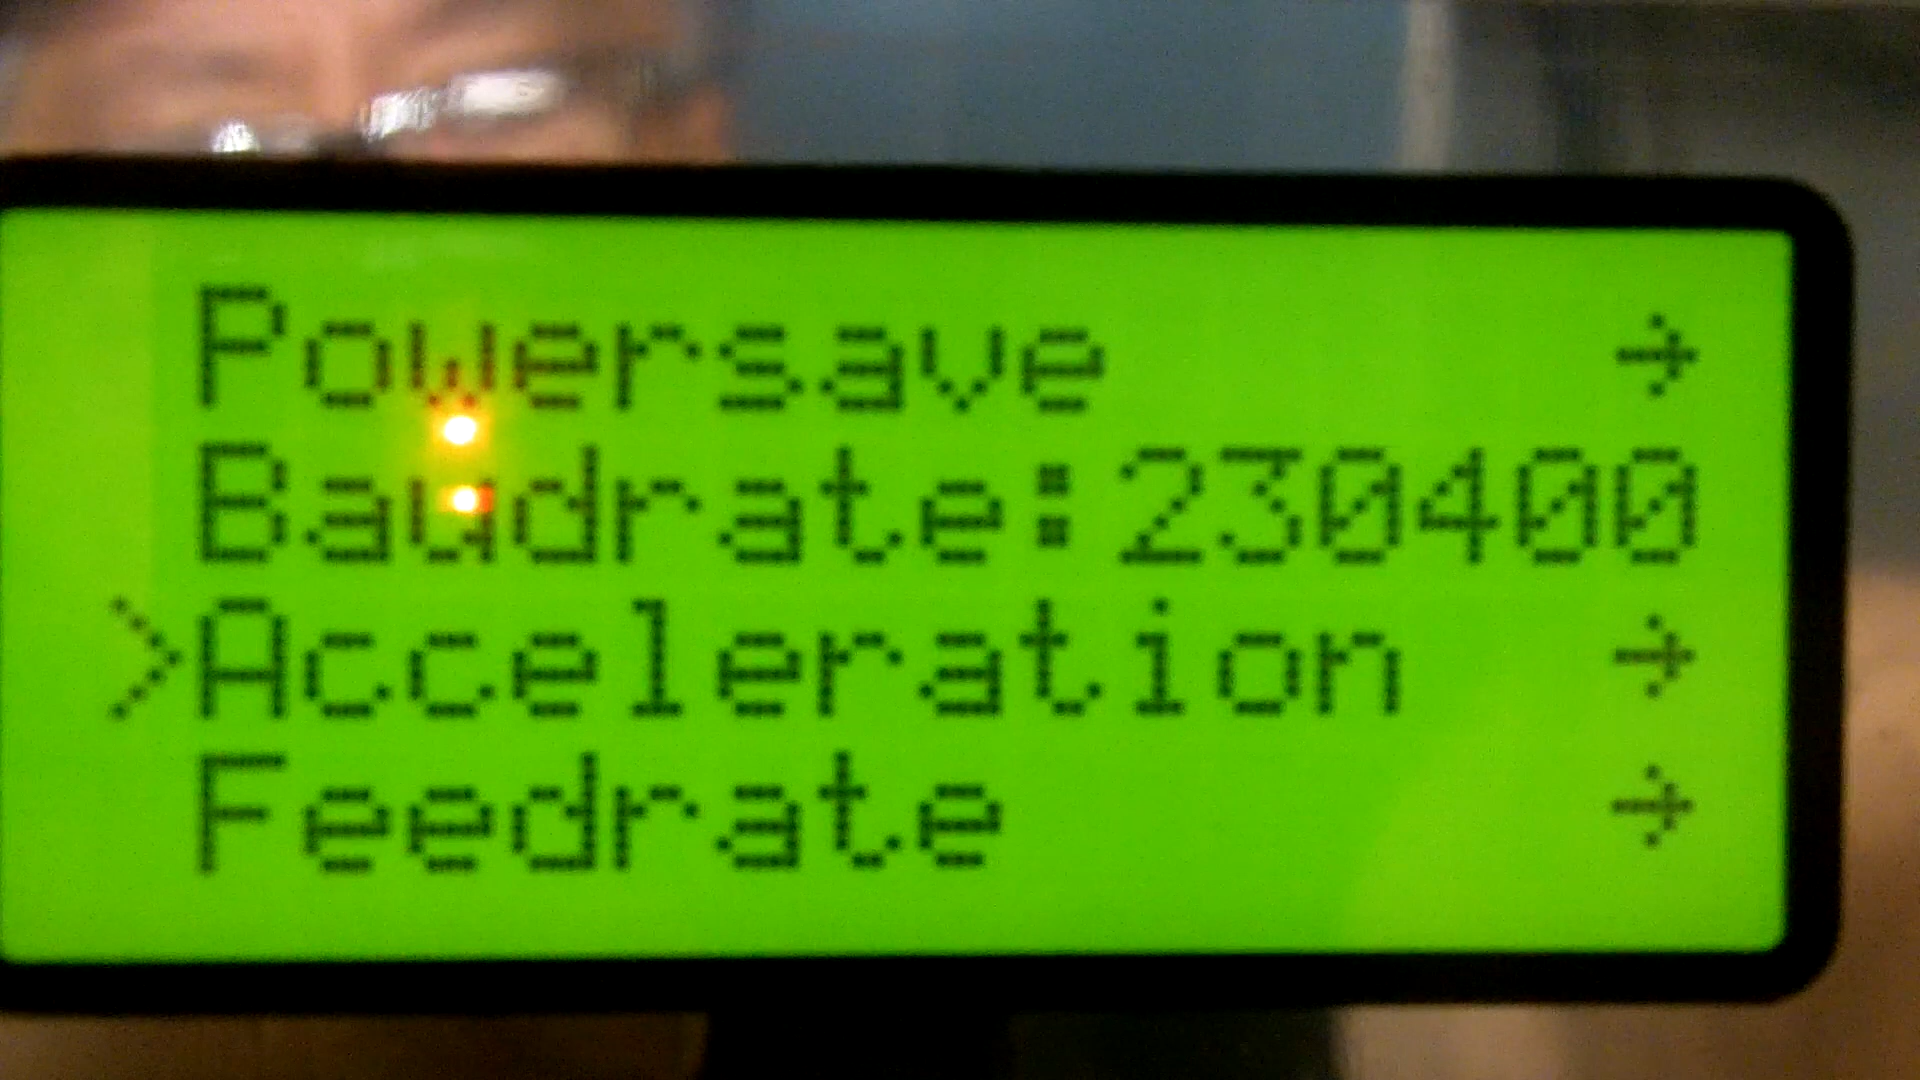 Powersave →
Baudrate:230400
>Acceleration →
Feedrate →